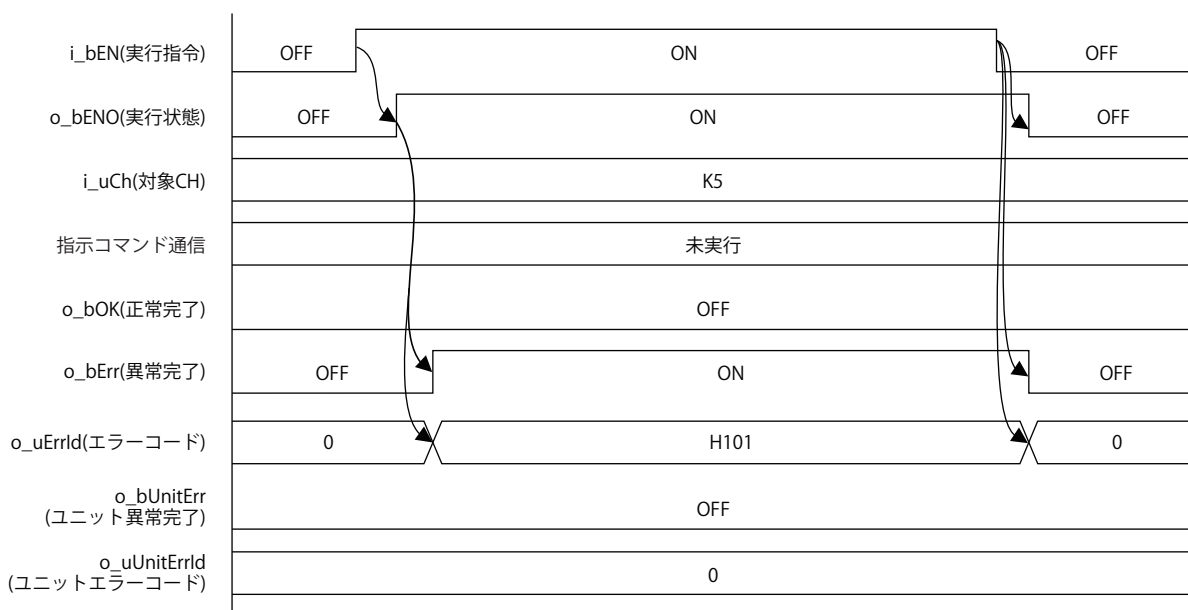 i_bEN(実行指令)
OFF
ON
OFF
o_bENO(実行状態)
OFF
ON
OFF
i_uCh(対象CH)
K5
指示コマンド通信
未実行
o_bOK(正常完了)
OFF
o_bErr(異常完了)
OFF
ON
OFF
o_uErrId(エラーコード)
0
H101
0
o_bUnitErr
(ユニット異常完了)
OFF
o_uUnitErrId
(ユニットエラーコード)
0